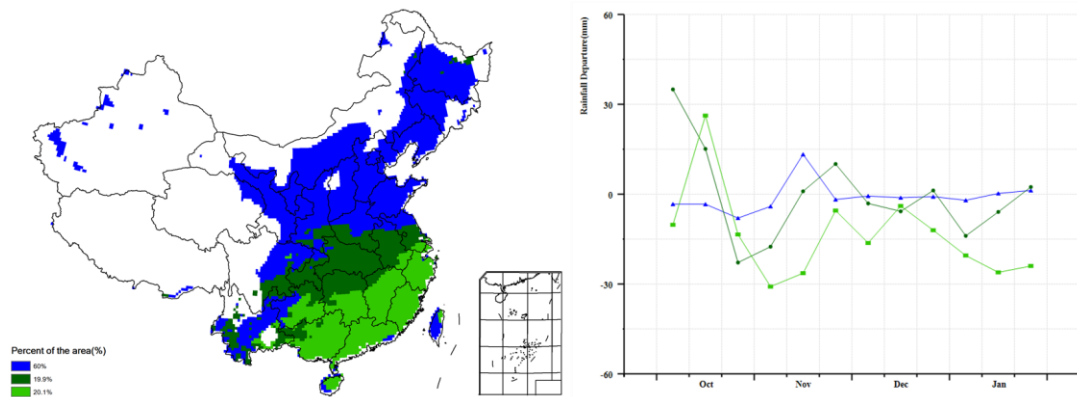 Percent of the area(%)
60%
19.9%
20.1%
Rainfall Departure(mm)
60
30
0
-30
-60
Oct Nov Dec Jan